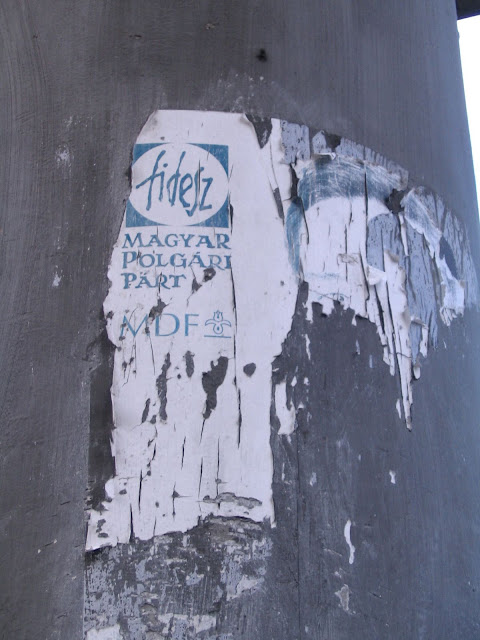 fidesz
MAGYAR
POLGÁRI
PÁRT
MDF